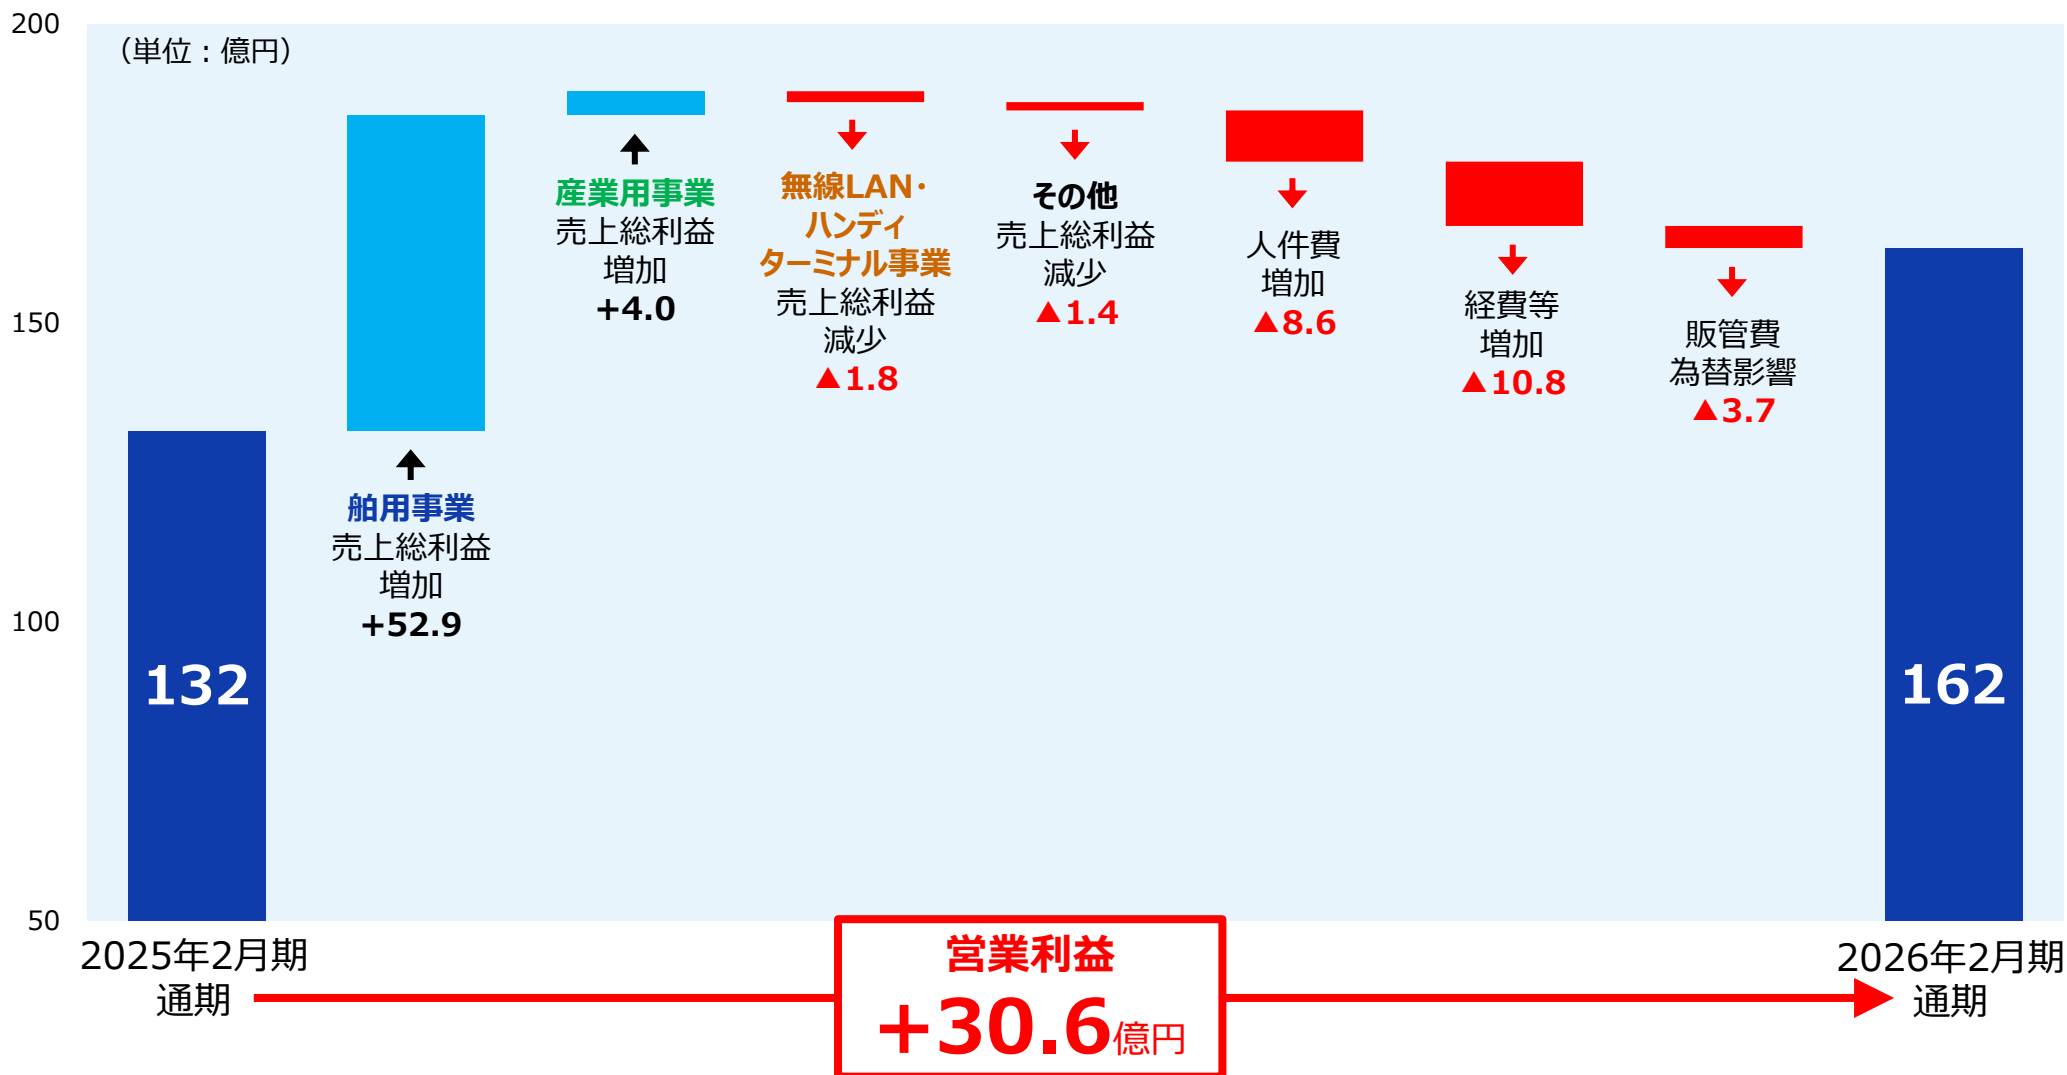 200
150
100
50
（単位：億円）
132
舶用事業
売上総利益
増加
+52.9
産業用事業
売上総利益
増加
+4.0
無線LAN・
ハンディ
ターミナル事業
売上総利益
減少
▲1.8
その他
売上総利益
減少
▲1.4
人件費
増加
▲8.6
経費等
増加
▲10.8
販管費
為替影響
▲3.7
162
2025年2月期
通期
営業利益
+30.6億円
2026年2月期
通期